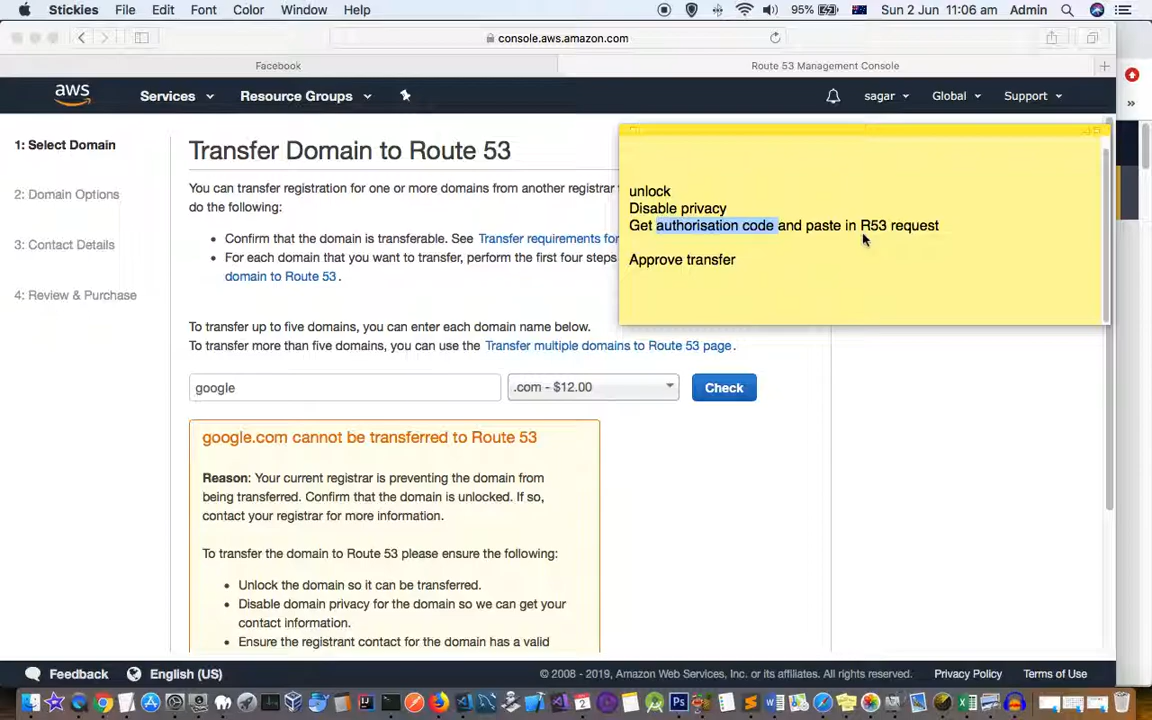 Stickies File Edit Font Color Window Help 95% Sun 2 Jun 11:06 am Admin
console.aws.amazon.com
Facebook Route 53 Management Console
aws Services Resource Groups sagar Global Support
1: Select Domain
2: Domain Options
3: Contact Details
4: Review & Purchase
Transfer Domain to Route 53
You can transfer registration for one or more domains from another registrar
do the following:
• Confirm that the domain is transferable. See Transfer requirements for
• For each domain that you want to transfer, perform the first four steps
domain to Route 53.
unlock
Disable privacy
Get authorisation code and paste in R53 request
Approve transfer
To transfer up to five domains, you can enter each domain name below.
To transfer more than five domains, you can use the Transfer multiple domains to Route 53 page.
google .com - $12.00 Check
google.com cannot be transferred to Route 53
Reason: Your current registrar is preventing the domain from
being transferred. Confirm that the domain is unlocked. If so,
contact your registrar for more information.
To transfer the domain to Route 53 please ensure the following:
• Unlock the domain so it can be transferred.
• Disable domain privacy for the domain so we can get your
contact information.
• Ensure the registrant contact for the domain has a valid
Feedback English (US) © 2008 - 2019, Amazon Web Services, Inc. or its affiliates. All rights reserved. Privacy Policy Terms of Use